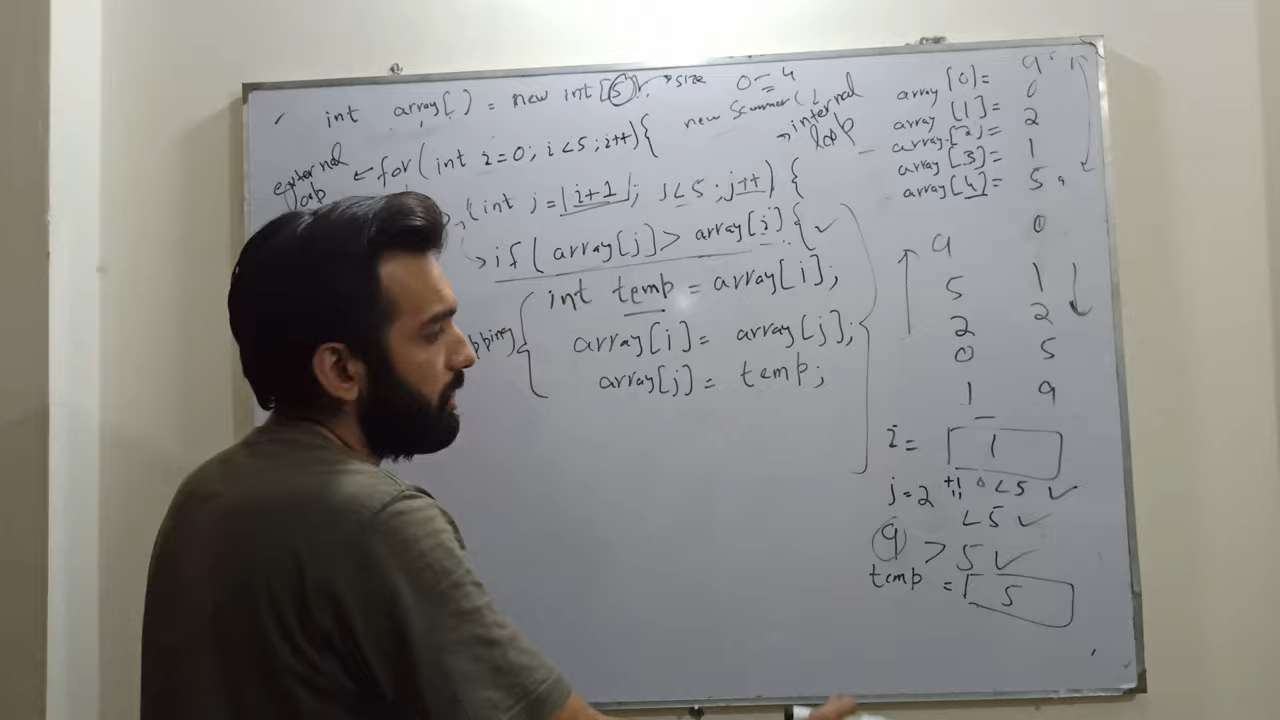 int array[ ] = new int[5]; → size 0 - 4
new Scanner( )
external loop ← for( int i=0; i<5; i++){
→ internal loop
(int j = i+1; j<5; j++) {
if( array[j] > array[i] {✓
int temp = array[i];
array[i] = array[j];
array[j] = temp;
array [0]= 9
array [1]= 0
array [2]= 2
array [3]= 1
array [4]= 5
9 0
5 1
2 2
0 5
1 9
i = 1
j = 2 +1 <5 ✓
<5 ✓
9 > 5 ✓
temp = 5